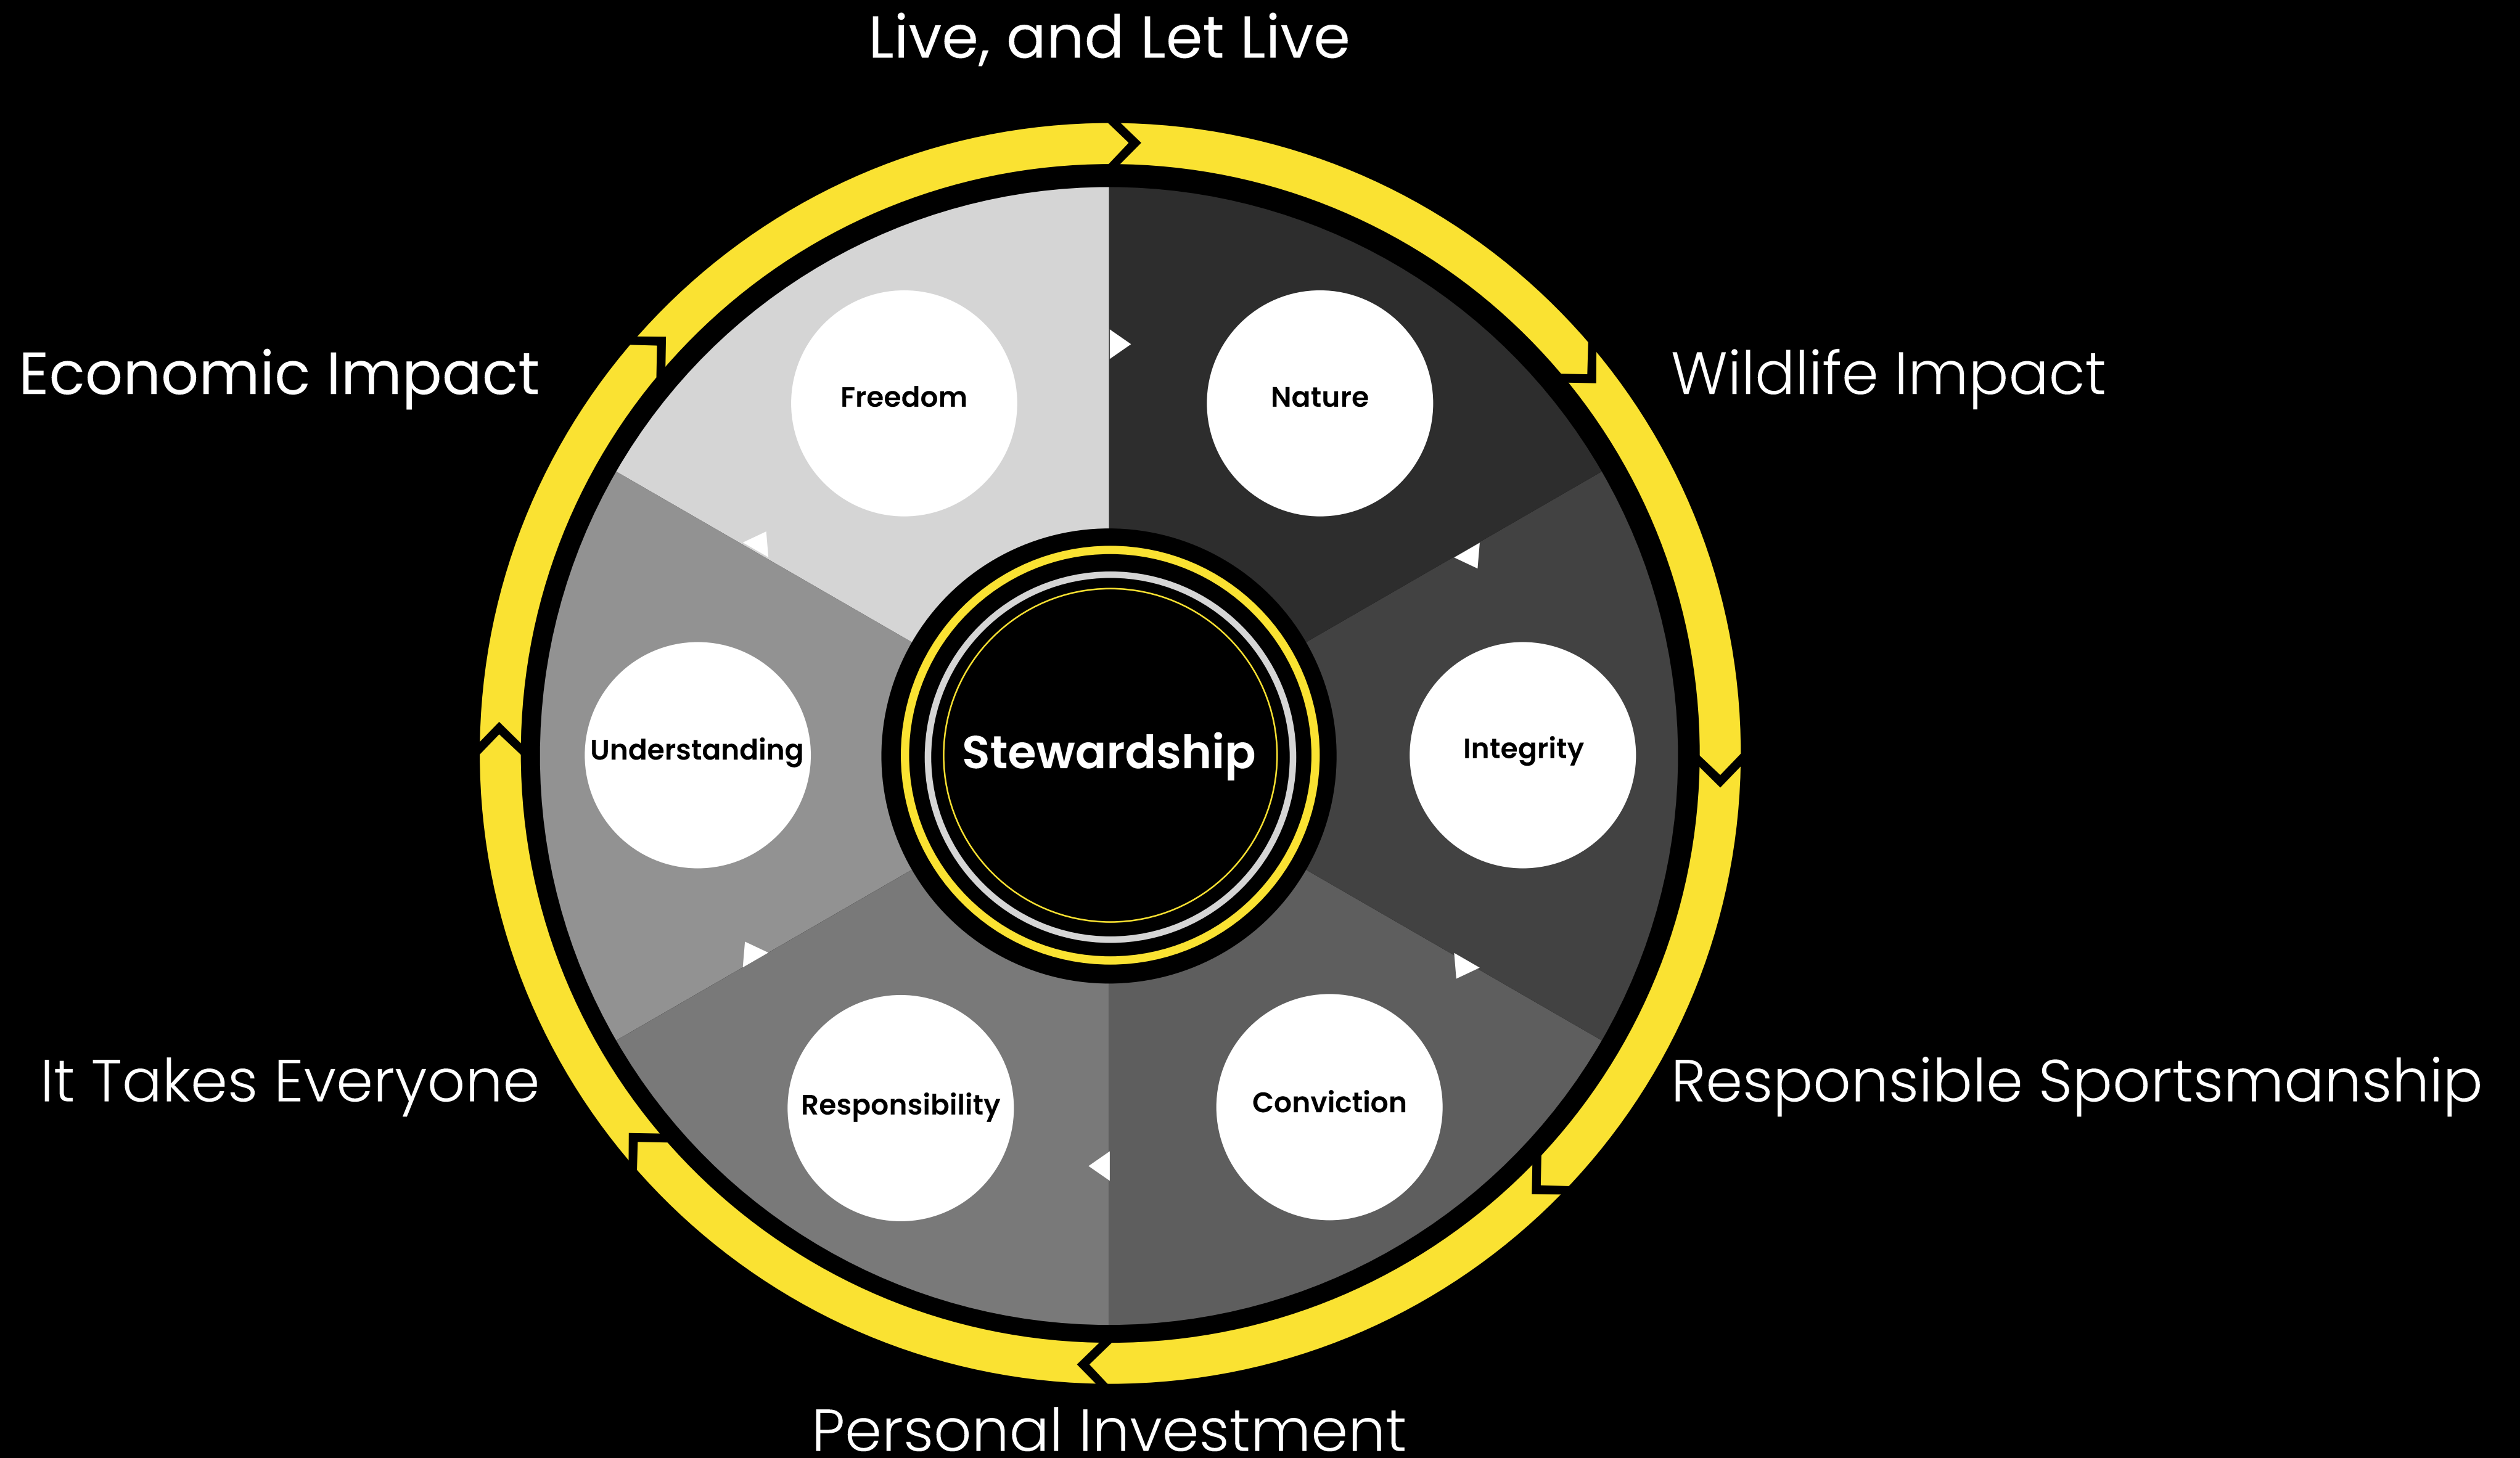 Live, and Let Live
Economic Impact
Wildlife Impact
Freedom
Nature
Understanding
Stewardship
Integrity
It Takes Everyone
Responsible Sportsmanship
Responsibility
Conviction
Personal Investment